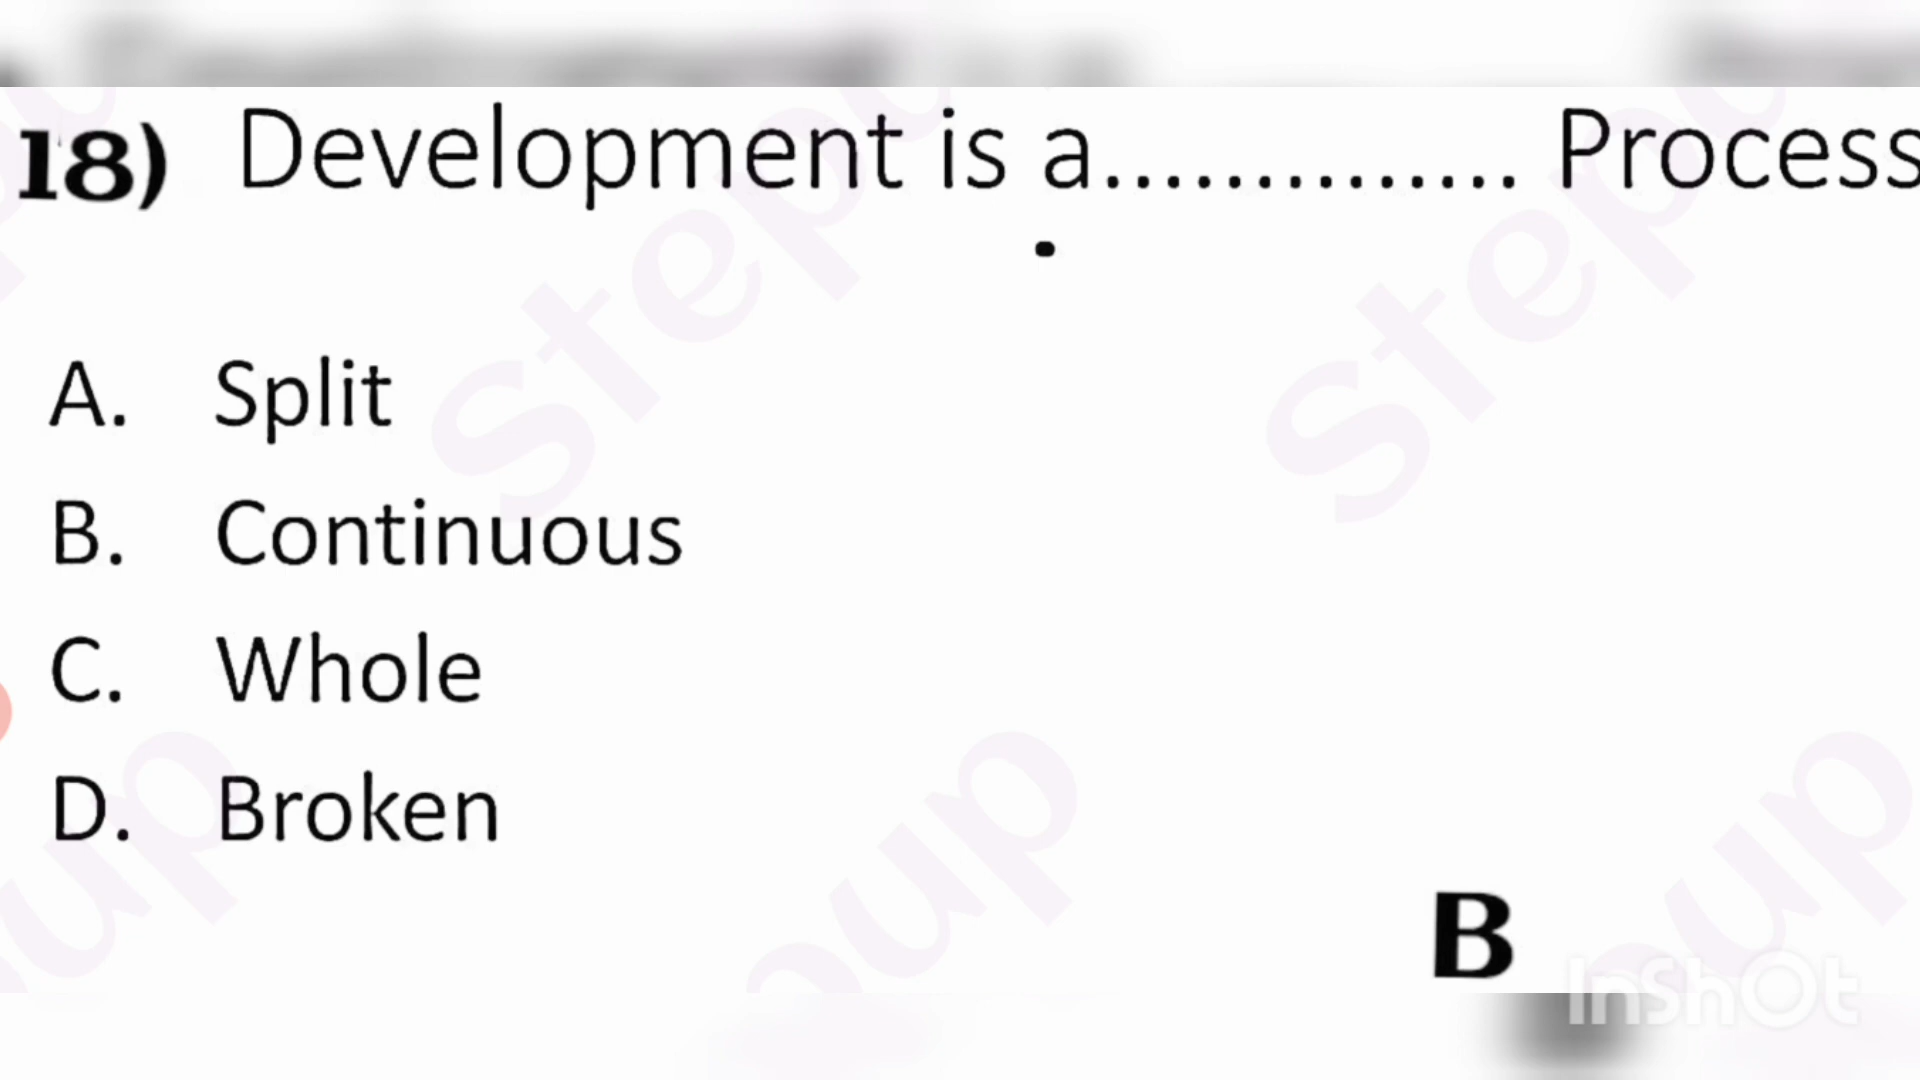 18) Development is a.............. Process
A. Split
B. Continuous
C. Whole
D. Broken
B
InShOt